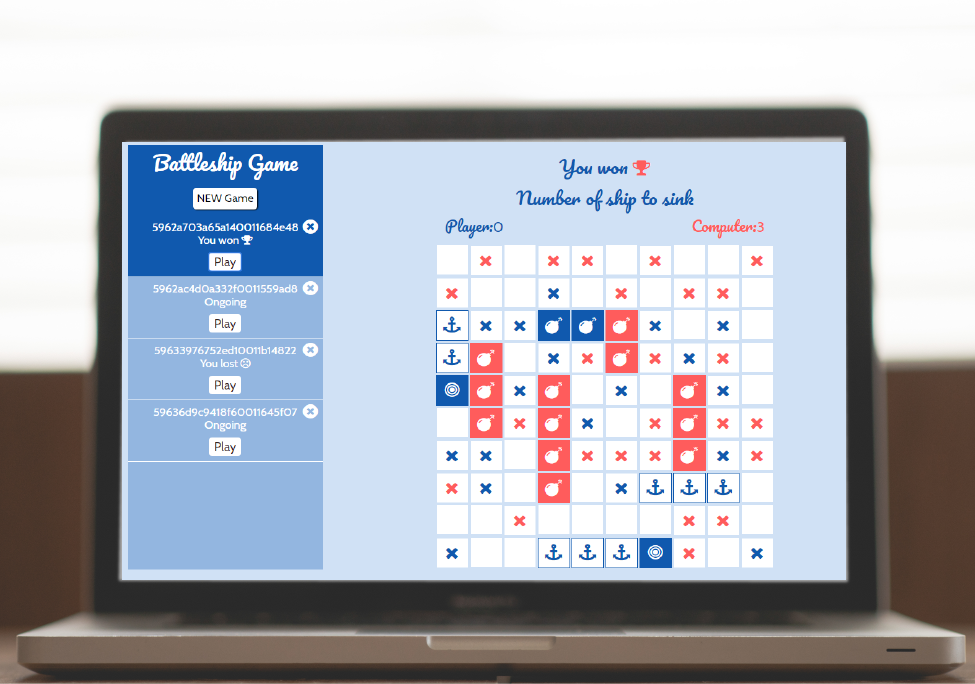 Battleship Game
NEW Game
5962a703a65a140011684e48
You won
Play
5962ac4d0a332f0011559ad8
Ongoing
Play
59633976752ed10011b14822
You lost
Play
59636d9c9418f60011645f07
Ongoing
Play
You won
Number of ship to sink
Player:0
Computer:3